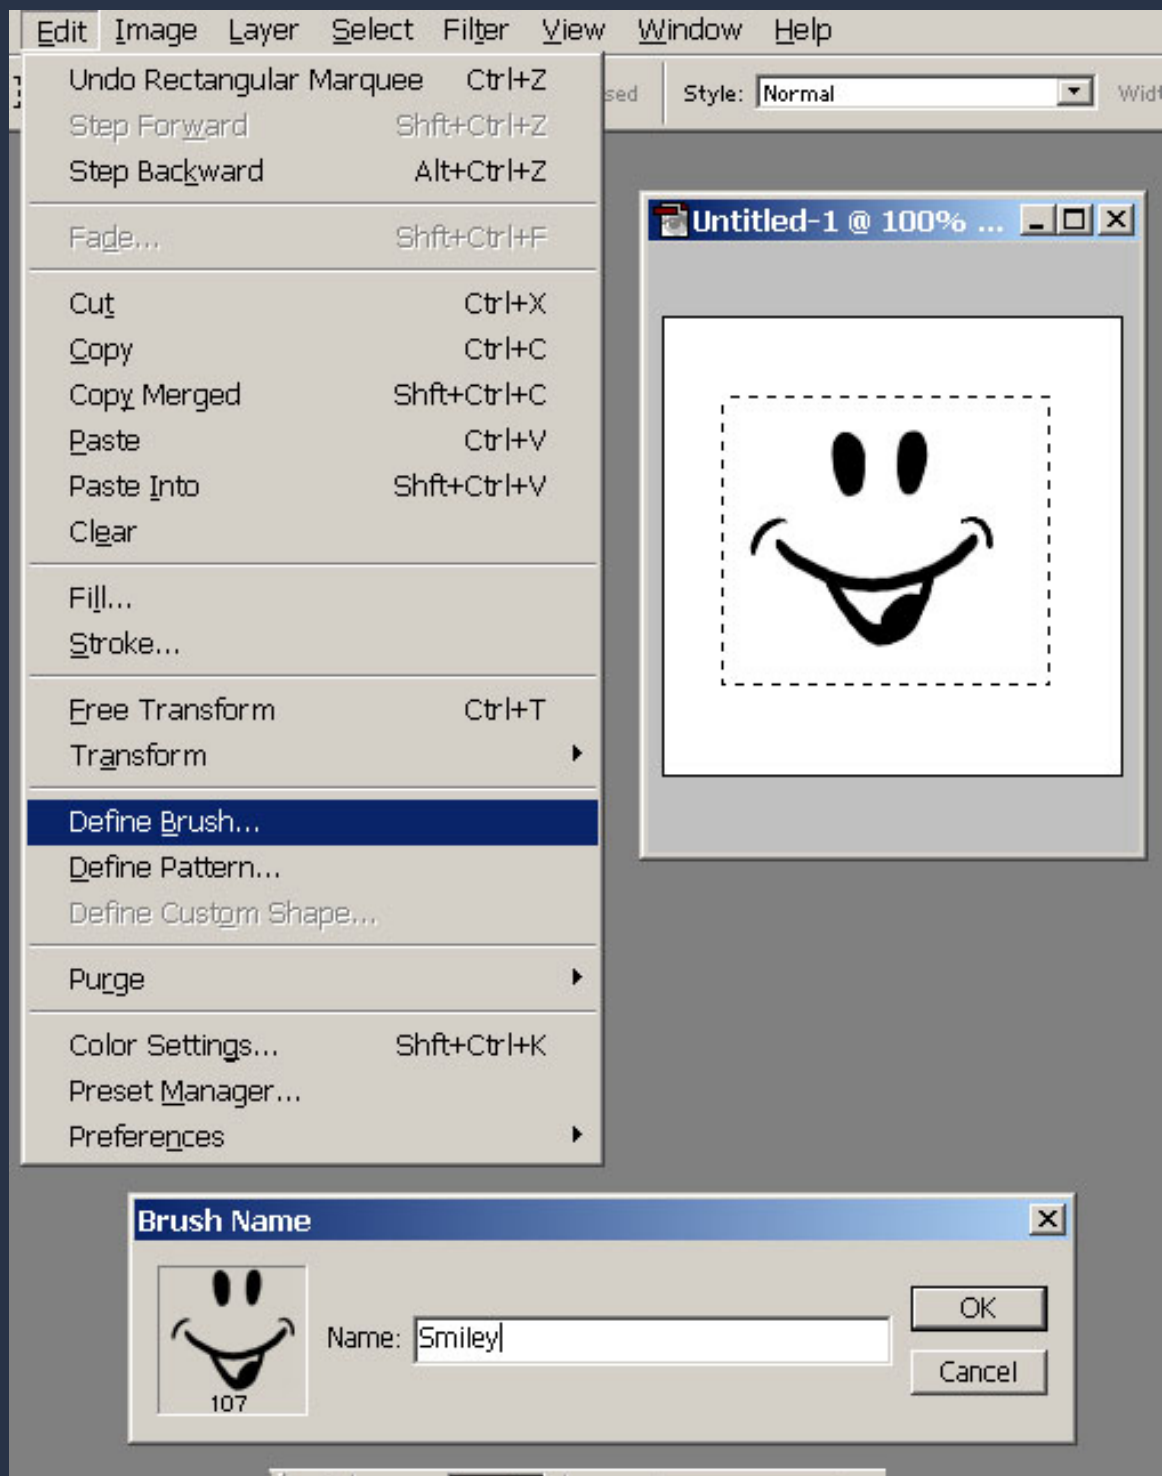 Edit Image Layer Select Filter View Window Help
Undo Rectangular Marquee Ctrl+Z
Step Forward Shft+Ctrl+Z
Step Backward Alt+Ctrl+Z
Fade... Shft+Ctrl+F
Cut Ctrl+X
Copy Ctrl+C
Copy Merged Shft+Ctrl+C
Paste Ctrl+V
Paste Into Shft+Ctrl+V
Clear
Fill...
Stroke...
Free Transform Ctrl+T
Transform
Define Brush...
Define Pattern...
Define Custom Shape...
Purge
Color Settings... Shft+Ctrl+K
Preset Manager...
Preferences
sed Style: Normal Widt
Untitled-1 @ 100% ...
Brush Name
107
Name: Smiley
OK
Cancel